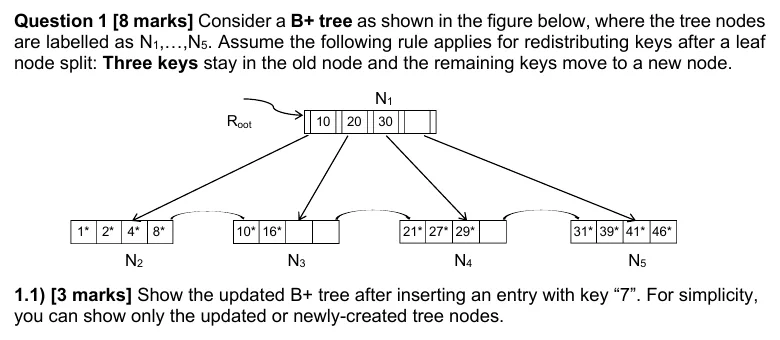 Question 1 [8 marks] Consider a B+ tree as shown in the figure below, where the tree nodes
are labelled as N₁,…,N₅. Assume the following rule applies for redistributing keys after a leaf
node split: Three keys stay in the old node and the remaining keys move to a new node.
N₁
Root
10 20 30
1* 2* 4* 8* 10* 16* 21* 27* 29* 31* 39* 41* 46*
N₂ N₃ N₄ N₅
1.1) [3 marks] Show the updated B+ tree after inserting an entry with key “7”. For simplicity,
you can show only the updated or newly-created tree nodes.